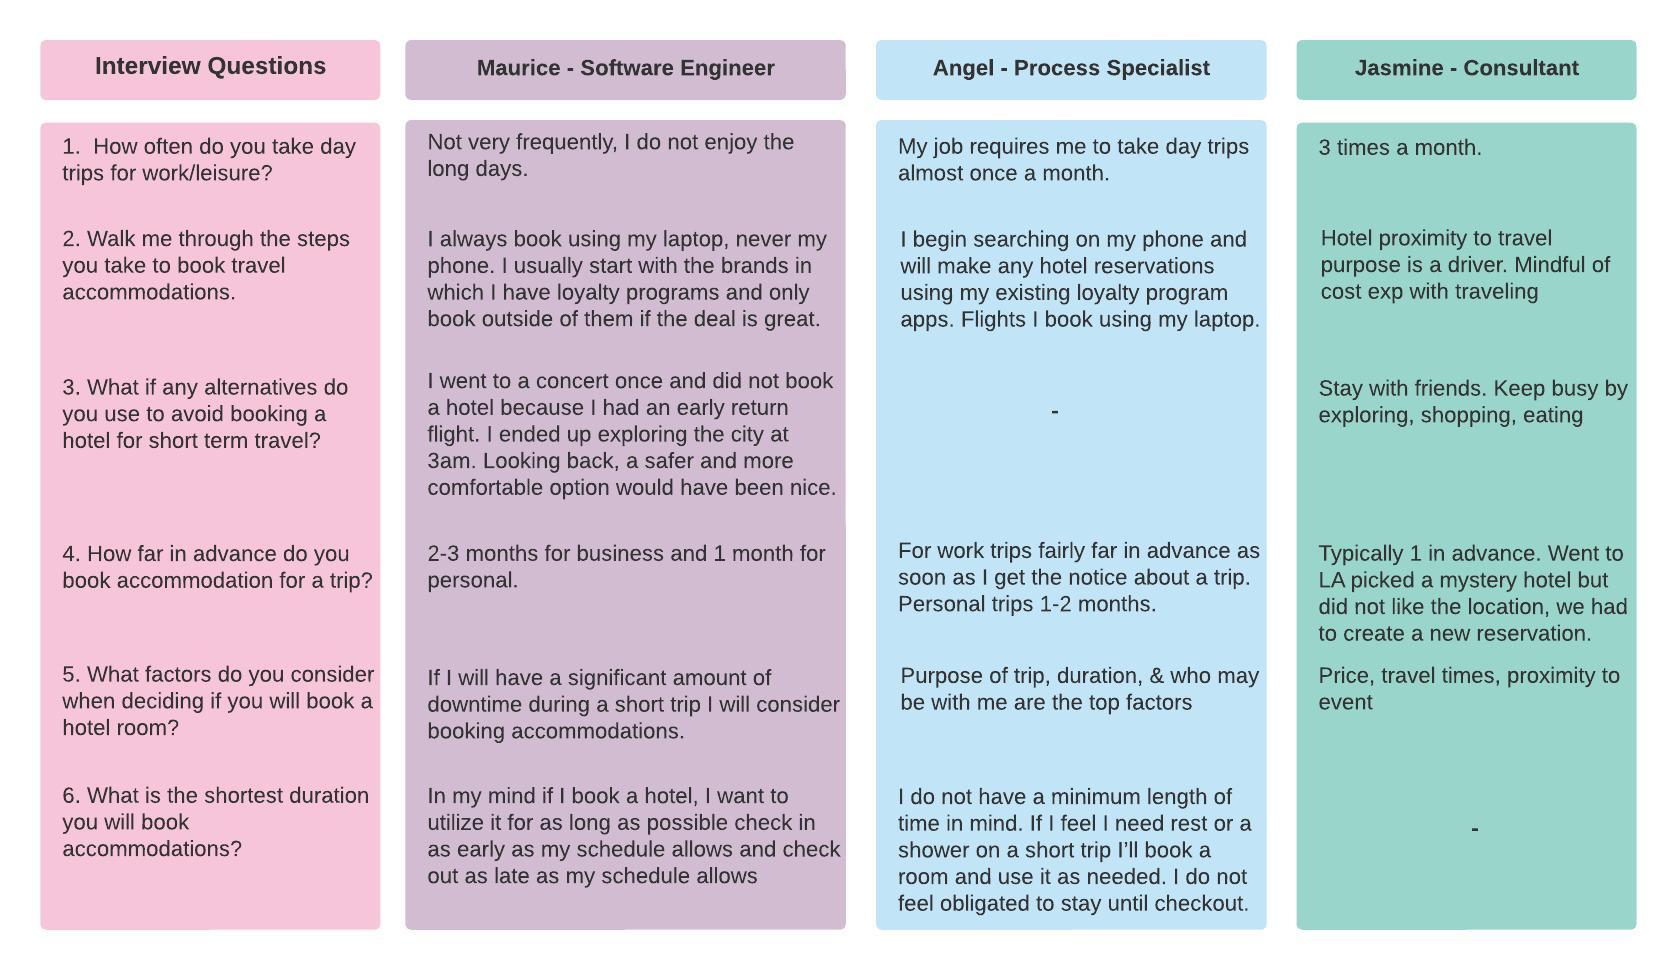 Interview Questions
Maurice - Software Engineer
Angel - Process Specialist
Jasmine - Consultant
1.  How often do you take day
trips for work/leisure?
Not very frequently, I do not enjoy the
long days.
My job requires me to take day trips
almost once a month.
3 times a month.
2. Walk me through the steps
you take to book travel
accommodations.
I always book using my laptop, never my
phone. I usually start with the brands in
which I have loyalty programs and only
book outside of them if the deal is great.
I begin searching on my phone and
will make any hotel reservations
using my existing loyalty program
apps. Flights I book using my laptop.
Hotel proximity to travel
purpose is a driver. Mindful of
cost exp with traveling
3. What if any alternatives do
you use to avoid booking a
hotel for short term travel?
I went to a concert once and did not book
a hotel because I had an early return
flight. I ended up exploring the city at
3am. Looking back, a safer and more
comfortable option would have been nice.
-
Stay with friends. Keep busy by
exploring, shopping, eating
4. How far in advance do you
book accommodation for a trip?
2-3 months for business and 1 month for
personal.
For work trips fairly far in advance as
soon as I get the notice about a trip.
Personal trips 1-2 months.
Typically 1 in advance. Went to
LA picked a mystery hotel but
did not like the location, we had
to create a new reservation.
5. What factors do you consider
when deciding if you will book a
hotel room?
If I will have a significant amount of
downtime during a short trip I will consider
booking accommodations.
Purpose of trip, duration, & who may
be with me are the top factors
Price, travel times, proximity to
event
6. What is the shortest duration
you will book
accommodations?
In my mind if I book a hotel, I want to
utilize it for as long as possible check in
as early as my schedule allows and check
out as late as my schedule allows
I do not have a minimum length of
time in mind. If I feel I need rest or a
shower on a short trip I’ll book a
room and use it as needed. I do not
feel obligated to stay until checkout.
-